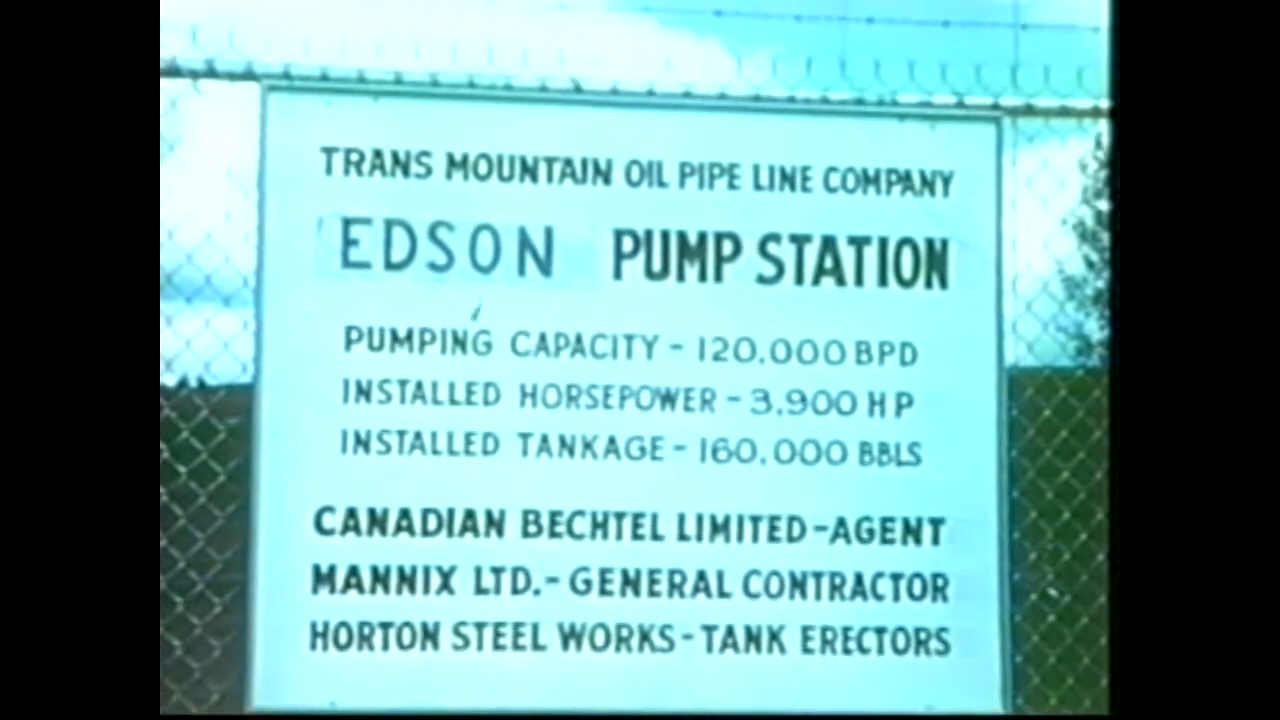 TRANS MOUNTAIN OIL PIPE LINE COMPANY
EDSON PUMP STATION
PUMPING CAPACITY - 120.000 BPD
INSTALLED HORSEPOWER - 3.900 HP
INSTALLED TANKAGE - 160.000 BBLS
CANADIAN BECHTEL LIMITED - AGENT
MANNIX LTD. - GENERAL CONTRACTOR
HORTON STEEL WORKS - TANK ERECTORS